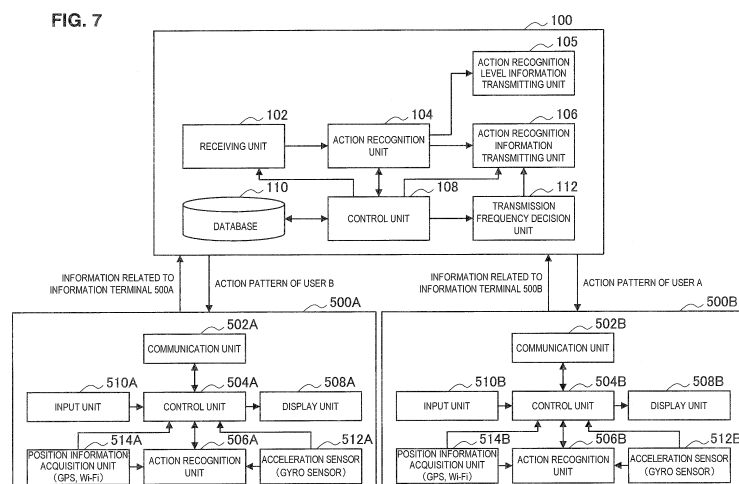 FIG. 7
100
105
ACTION RECOGNITION
LEVEL INFORMATION
TRANSMITTING UNIT
102
RECEIVING UNIT
104
ACTION RECOGNITION
UNIT
106
ACTION RECOGNITION
INFORMATION
TRANSMITTING UNIT
110
DATABASE
108
CONTROL UNIT
112
TRANSMISSION
FREQUENCY DECISION
UNIT
INFORMATION RELATED TO
INFORMATION TERMINAL 500A
ACTION PATTERN OF USER B
INFORMATION RELATED TO
INFORMATION TERMINAL 500B
ACTION PATTERN OF USER A
500A
502A
COMMUNICATION UNIT
510A
INPUT UNIT
504A
CONTROL UNIT
508A
DISPLAY UNIT
514A
POSITION INFORMATION
ACQUISITION UNIT
(GPS, Wi-Fi)
506A
ACTION RECOGNITION
UNIT
512A
ACCELERATION SENSOR
(GYRO SENSOR)
500B
502B
COMMUNICATION UNIT
510B
INPUT UNIT
504B
CONTROL UNIT
508B
DISPLAY UNIT
514B
POSITION INFORMATION
ACQUISITION UNIT
(GPS, Wi-Fi)
506B
ACTION RECOGNITION
UNIT
512B
ACCELERATION SENSOR
(GYRO SENSOR)